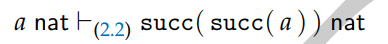 a nat ⊢(2.2) succ(succ(a)) nat